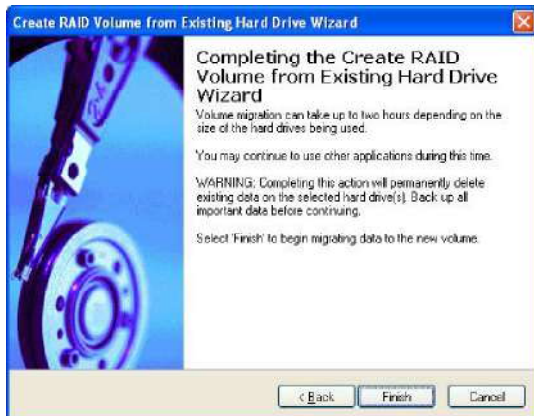 Create RAID Volume from Existing Hard Drive Wizard
Completing the Create RAID
Volume from Existing Hard Drive
Wizard
Volume migration can take up to two hours depending on the
size of the hard drives being used.
You may continue to use other applications during this time.
WARNING: Completing this action will permanently delete
existing data on the selected hard drive(s). Back up all
important data before continuing.
Select 'Finish' to begin migrating data to the new volume.
< Back
Finish
Cancel